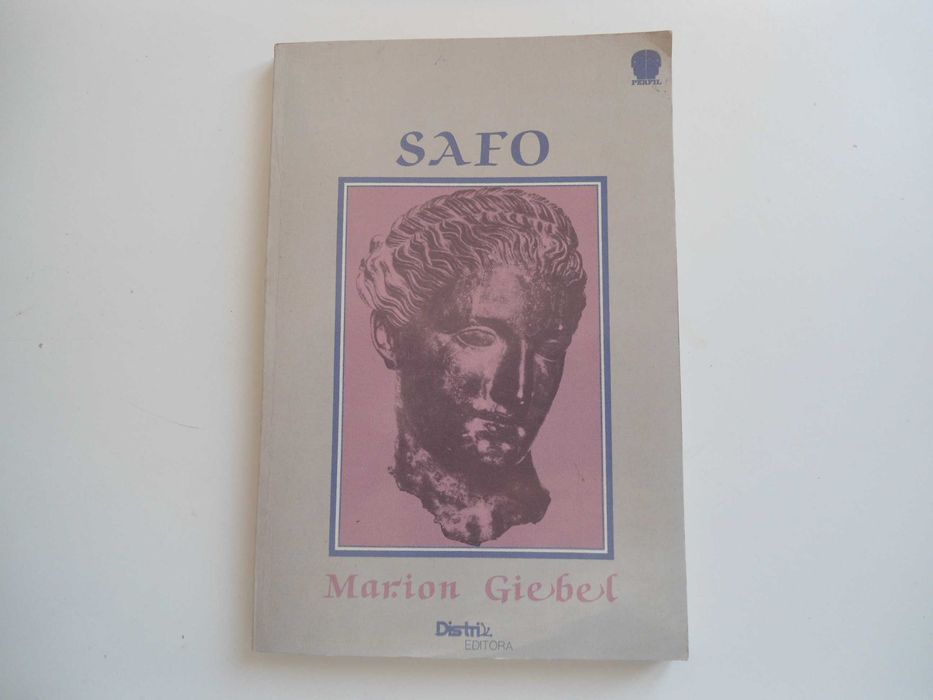 PERFIL
SAFO
Marion Giebel
Distri
EDITORA